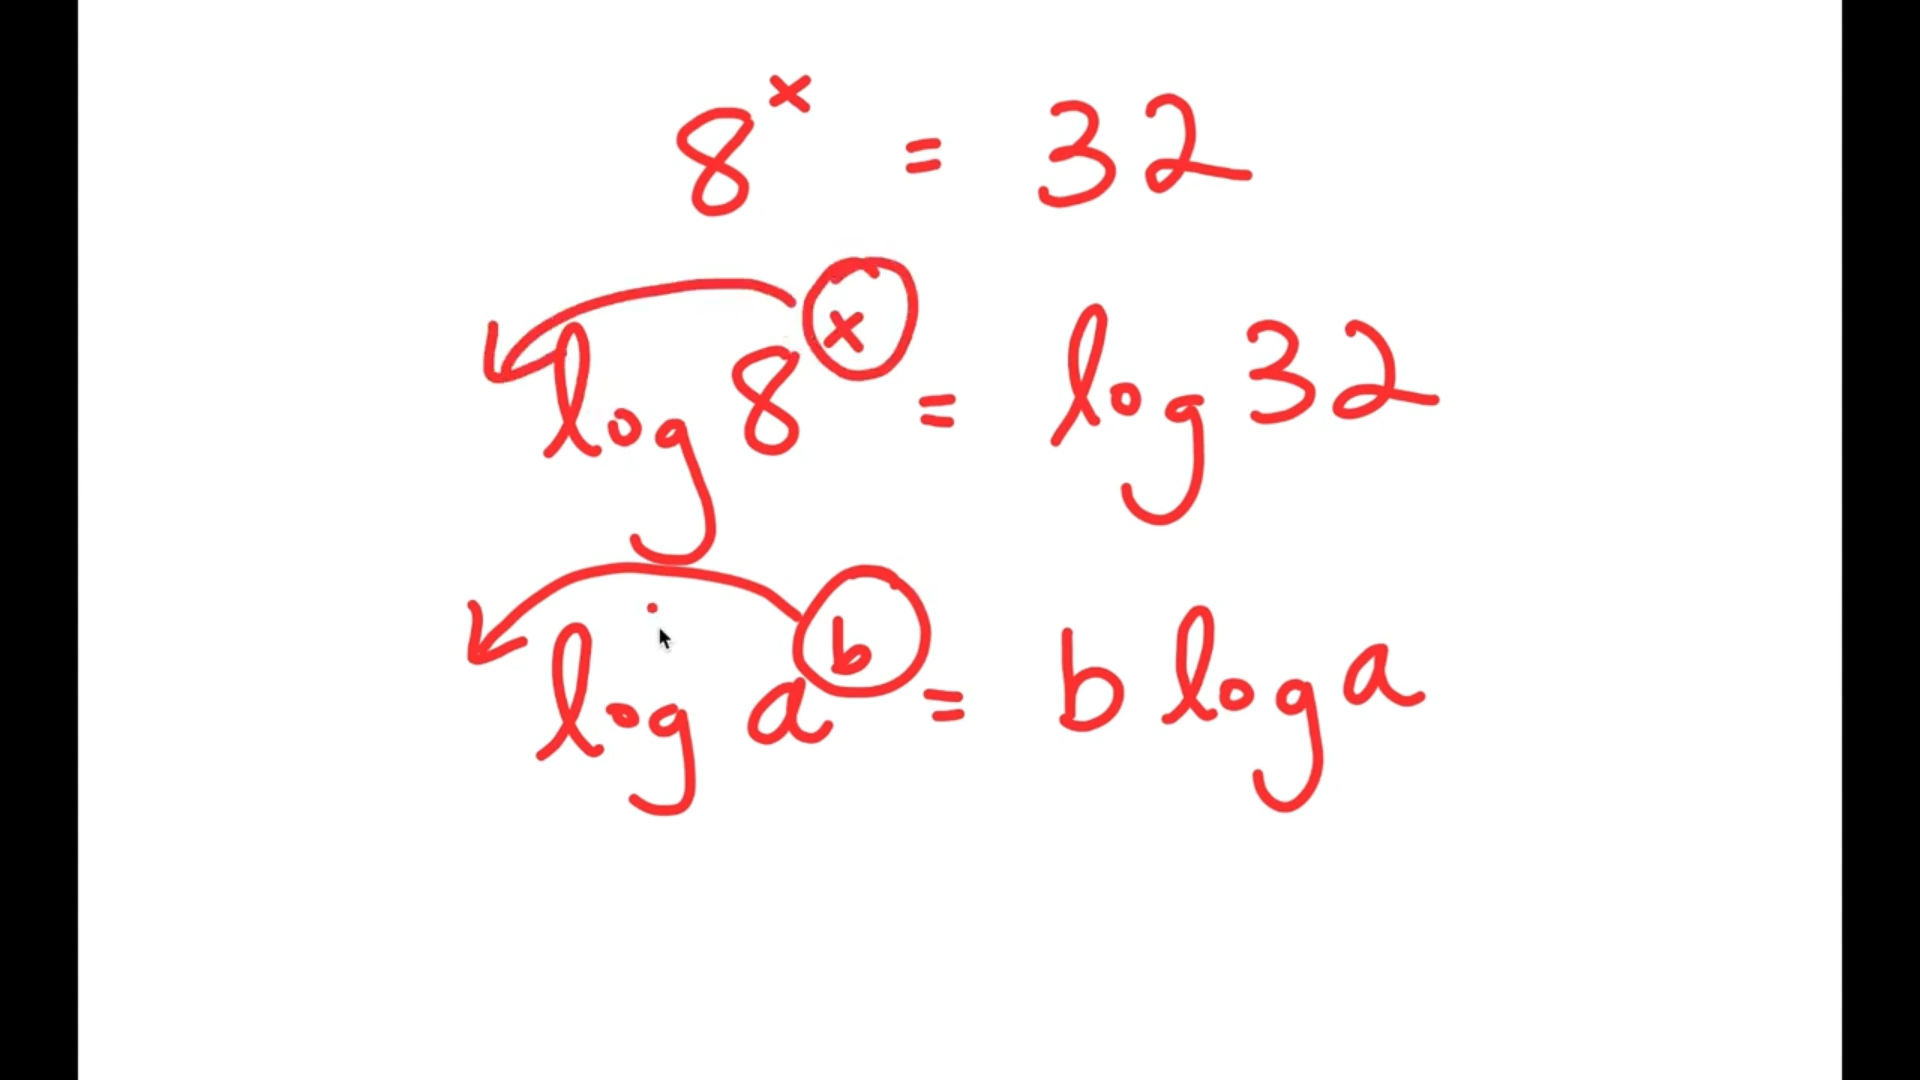 8^x = 32
log 8^x = log 32
log a^b = b log a